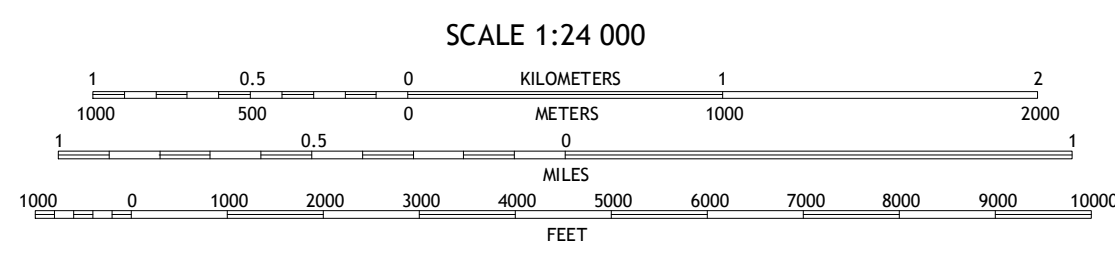 SCALE 1:24 000
1 0.5 0 KILOMETERS 1 2
1000 500 0 METERS 1000 2000
1 0.5 0 1
MILES
1000 0 1000 2000 3000 4000 5000 6000 7000 8000 9000 10000
FEET